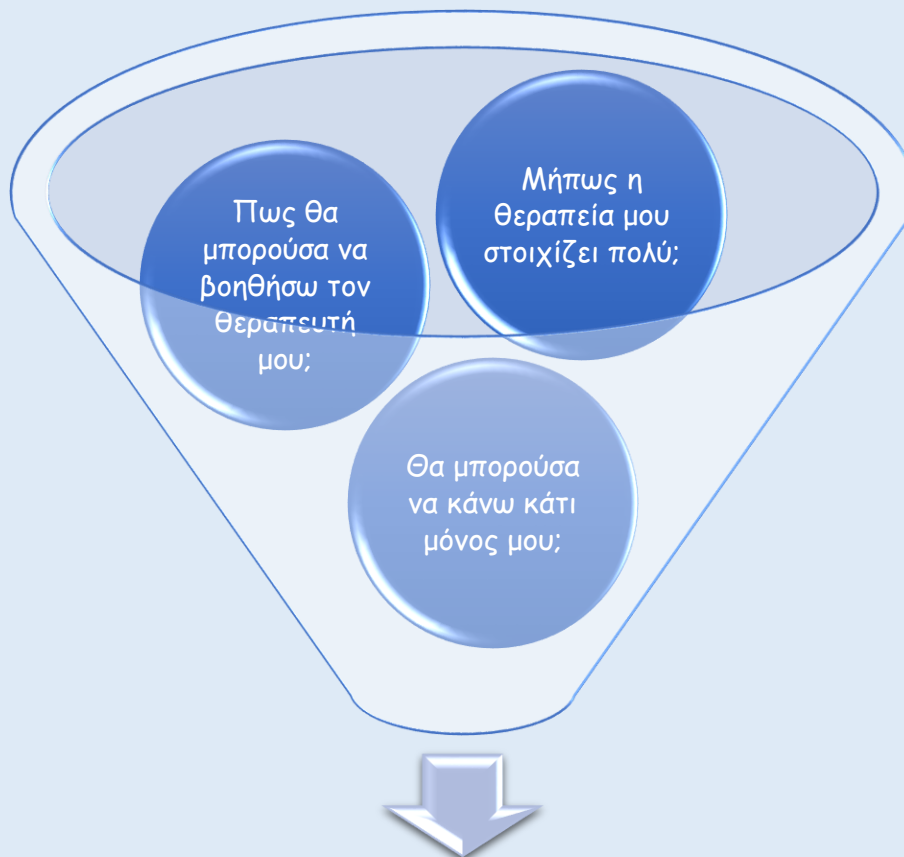 Πως θα
μπορούσα να
βοηθήσω τον
θεραπευτή
μου;
Μήπως η
θεραπεία μου
στοιχίζει πολύ;
Θα μπορούσα
να κάνω κάτι
μόνος μου;